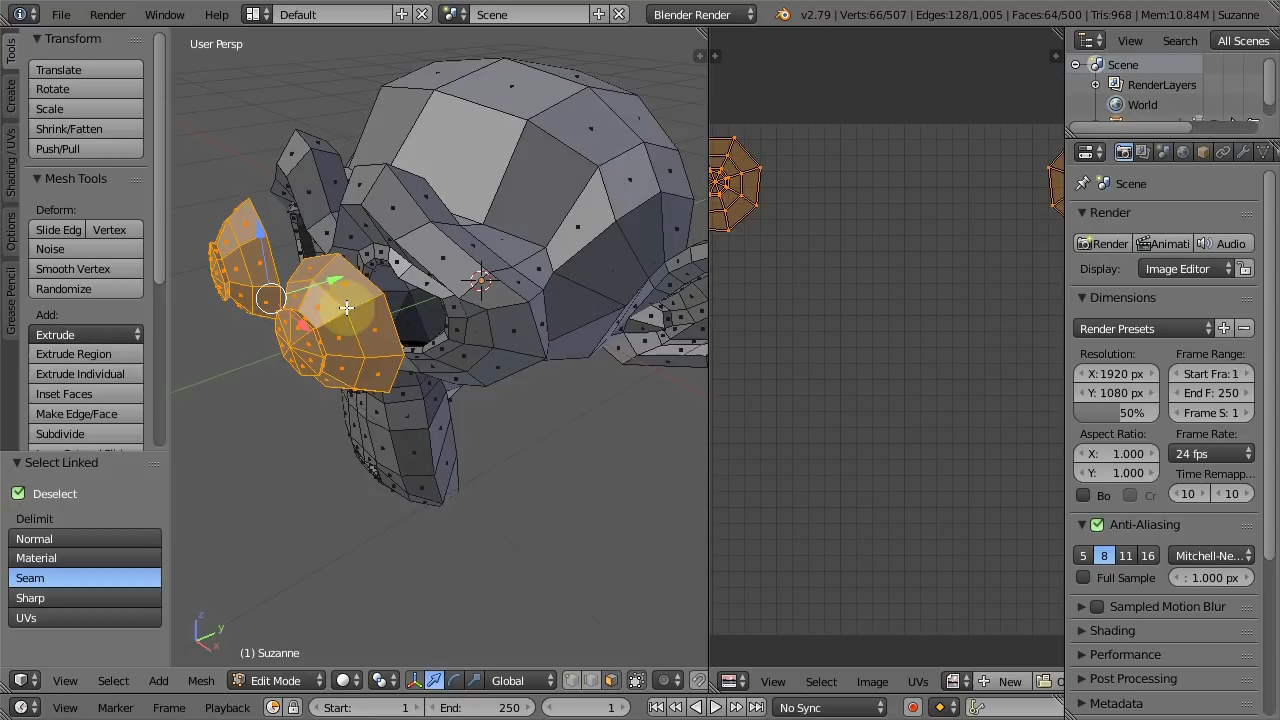 File
Render
Window
Help
Default
Scene
Blender Render
v2.79 | Verts:66/507 | Edges:128/1,005 | Faces:64/500 | Tris:968 | Mem:10.84M | Suzanne
Tools
Create
Shading / UVs
Options
Grease Pencil
Transform
Translate
Rotate
Scale
Shrink/Fatten
Push/Pull
Mesh Tools
Deform:
Slide Edg
Vertex
Noise
Smooth Vertex
Randomize
Add:
Extrude
Extrude Region
Extrude Individual
Inset Faces
Make Edge/Face
Subdivide
Select Linked
Deselect
Delimit
Normal
Material
Seam
Sharp
UVs
User Persp
z
y
x
(1) Suzanne
View
Select
Add
Mesh
Edit Mode
Global
View
Select
Image
UVs
New
O
View
Search
All Scenes
Scene
RenderLayers
World
Scene
Render
Render
Animati
Audio
Display:
Image Editor
Dimensions
Render Presets
Resolution:
Frame Range:
X:1920 px
Start Fra:1
Y: 1080 px
End F: 250
50%
Frame S: 1
Aspect Ratio:
Frame Rate:
X: 1.000
24 fps
Y: 1.000
Time Remapp...
Bo
Cr
10
10
Anti-Aliasing
5
8
11
16
Mitchell-Ne...
Full Sample
: 1.000 px
Sampled Motion Blur
Shading
Performance
Post Processing
Metadata
View
Marker
Frame
Playback
Start: 1
End: 250
1
No Sync